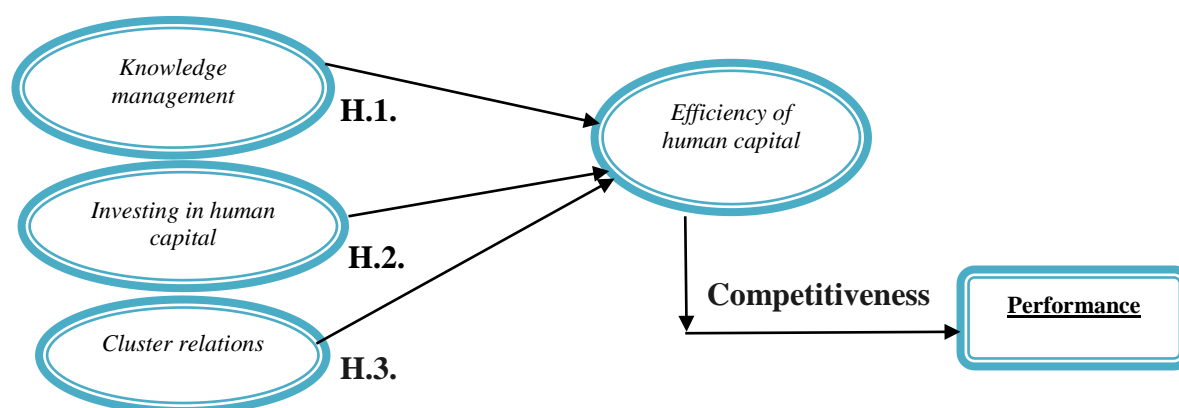 Knowledge
management
H.1.
Efficiency of
human capital
Investing in human
capital
H.2.
Competitiveness
Performance
Cluster relations
H.3.